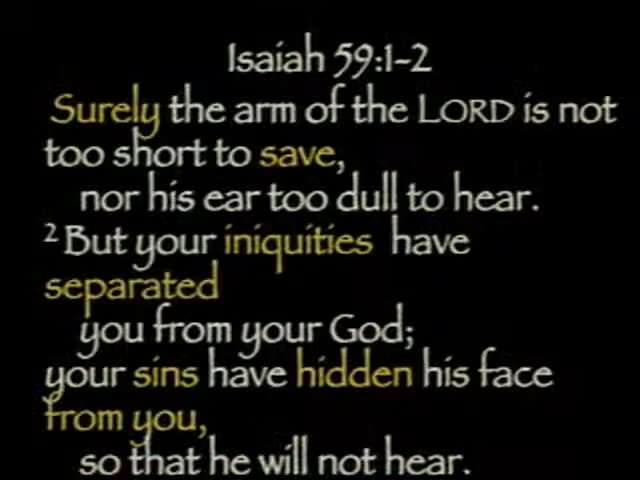 Isaiah 59:1-2
Surely the arm of the LORD is not
too short to save,
nor his ear too dull to hear.
2 But your iniquities have
separated
you from your God;
your sins have hidden his face
from you,
so that he will not hear.